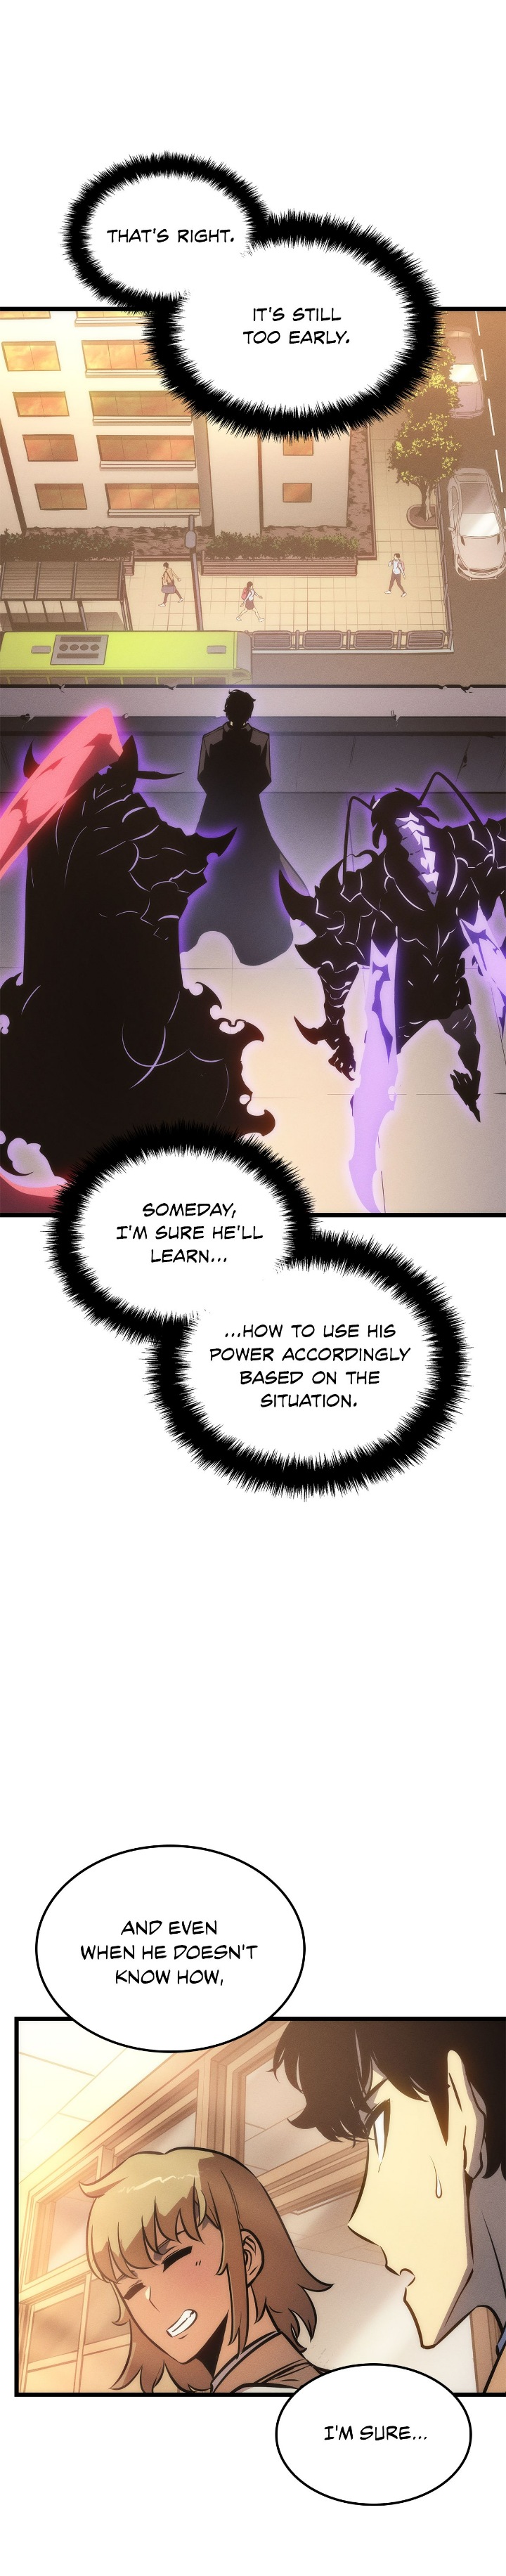 THAT'S RIGHT.
IT'S STILL
TOO EARLY.
SOMEDAY,
I'M SURE HE'LL
LEARN...
...HOW TO USE HIS
POWER ACCORDINGLY
BASED ON THE
SITUATION.
AND EVEN
WHEN HE DOESN'T
KNOW HOW,
I'M SURE...